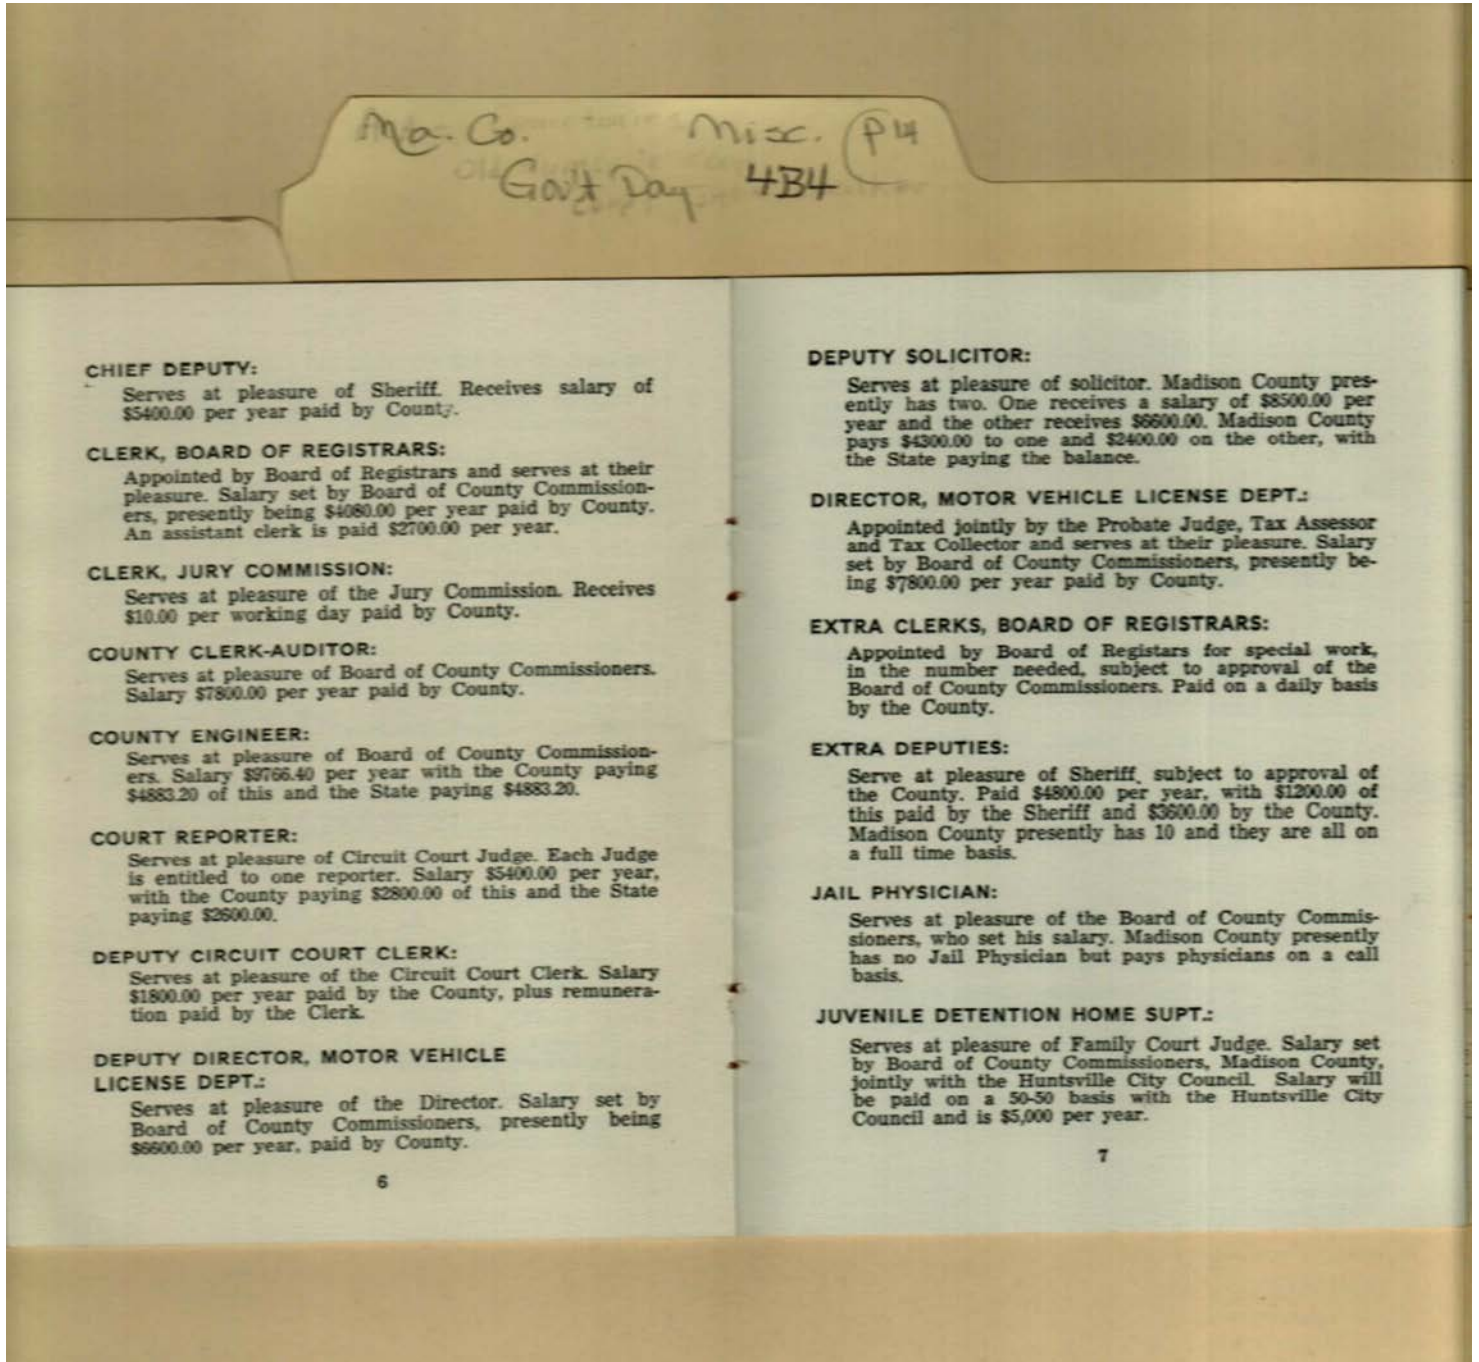 Ma. Co. Misc. P14
Gov't Day 4B4
CHIEF DEPUTY:
Serves at pleasure of Sheriff. Receives salary of
$5400.00 per year paid by County.
CLERK, BOARD OF REGISTRARS:
Appointed by Board of Registrars and serves at their
pleasure. Salary set by Board of County Commission-
ers, presently being $4080.00 per year paid by County.
An assistant clerk is paid $2700.00 per year.
CLERK, JURY COMMISSION:
Serves at pleasure of the Jury Commission. Receives
$10.00 per working day paid by County.
COUNTY CLERK-AUDITOR:
Serves at pleasure of Board of County Commissioners.
Salary $7800.00 per year paid by County.
COUNTY ENGINEER:
Serves at pleasure of Board of County Commission-
ers. Salary $9766.40 per year with the County paying
$4883.20 of this and the State paying $4883.20.
COURT REPORTER:
Serves at pleasure of Circuit Court Judge. Each Judge
is entitled to one reporter. Salary $5400.00 per year,
with the County paying $2800.00 of this and the State
paying $2600.00.
DEPUTY CIRCUIT COURT CLERK:
Serves at pleasure of the Circuit Court Clerk. Salary
$1800.00 per year paid by the County, plus remunera-
tion paid by the Clerk.
DEPUTY DIRECTOR, MOTOR VEHICLE
LICENSE DEPT.:
Serves at pleasure of the Director. Salary set by
Board of County Commissioners, presently being
$6600.00 per year, paid by County.
6
DEPUTY SOLICITOR:
Serves at pleasure of solicitor. Madison County pres-
ently has two. One receives a salary of $8500.00 per
year and the other receives $6600.00. Madison County
pays $4300.00 to one and $2400.00 on the other, with
the State paying the balance.
DIRECTOR, MOTOR VEHICLE LICENSE DEPT.:
Appointed jointly by the Probate Judge, Tax Assessor
and Tax Collector and serves at their pleasure. Salary
set by Board of County Commissioners, presently be-
ing $7800.00 per year paid by County.
EXTRA CLERKS, BOARD OF REGISTRARS:
Appointed by Board of Registars for special work,
in the number needed, subject to approval of the
Board of County Commissioners. Paid on a daily basis
by the County.
EXTRA DEPUTIES:
Serve at pleasure of Sheriff, subject to approval of
the County. Paid $4800.00 per year, with $1200.00 of
this paid by the Sheriff and $3600.00 by the County.
Madison County presently has 10 and they are all on
a full time basis.
JAIL PHYSICIAN:
Serves at pleasure of the Board of County Commis-
sioners, who set his salary. Madison County presently
has no Jail Physician but pays physicians on a call
basis.
JUVENILE DETENTION HOME SUPT.:
Serves at pleasure of Family Court Judge. Salary set
by Board of County Commissioners, Madison County,
jointly with the Huntsville City Council. Salary will
be paid on a 50-50 basis with the Huntsville City
Council and is $5,000 per year.
7